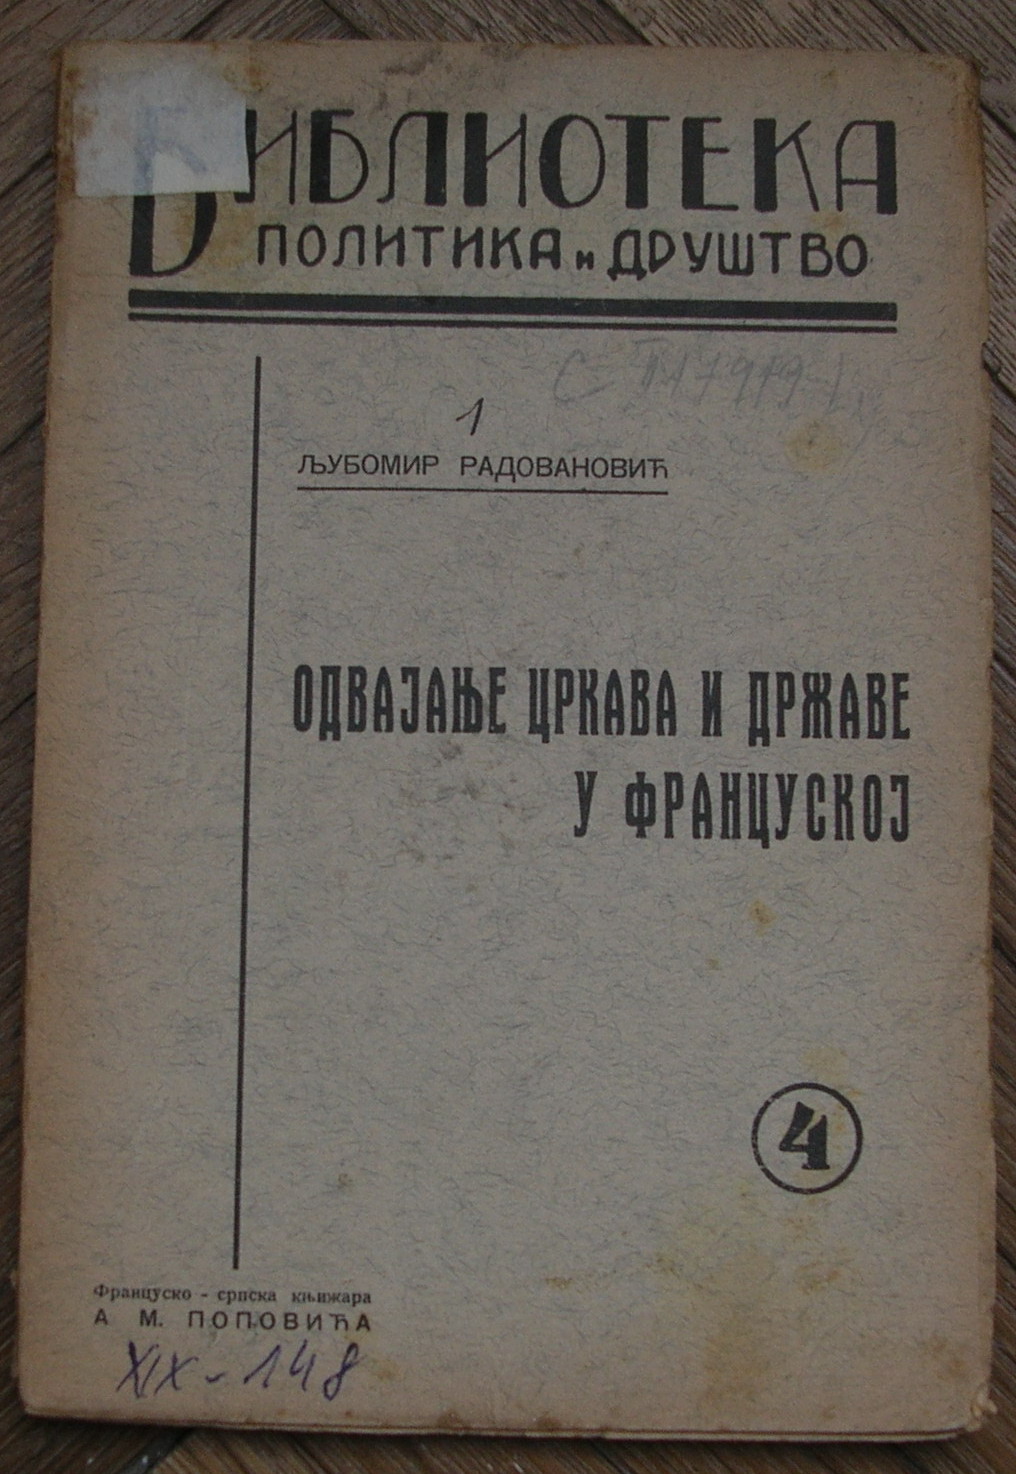 БИБЛИОТЕКА
ПОЛИТИКА и ДРУШТВО
1
ЉУБОМИР РАДОВАНОВИЋ
ОДВАЈАЊЕ ЦРКАВА И ДРЖАВЕ
У ФРАНЦУСКОЈ
4
Француско - српска књижара
А М. ПОПОВИЋА
XIX - 148